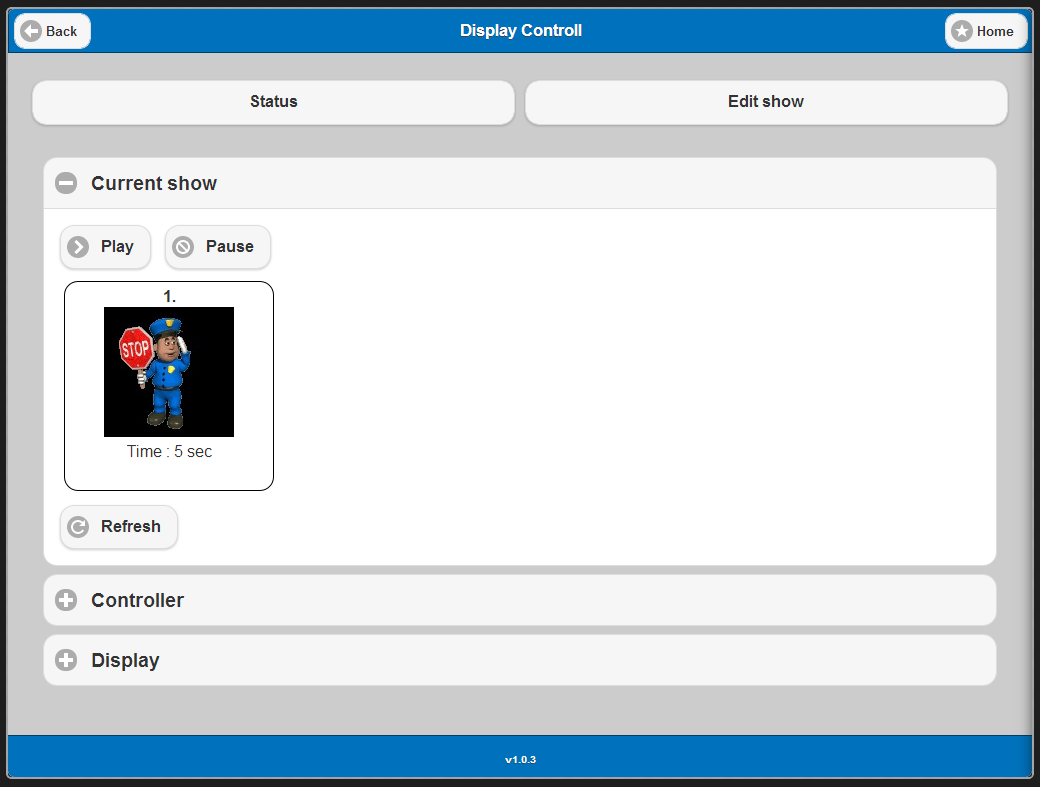 Back
Display Controll
Home
Status
Edit show
Current show
Play
Pause
1.
STOP
Time : 5 sec
Refresh
Controller
Display
v1.0.3